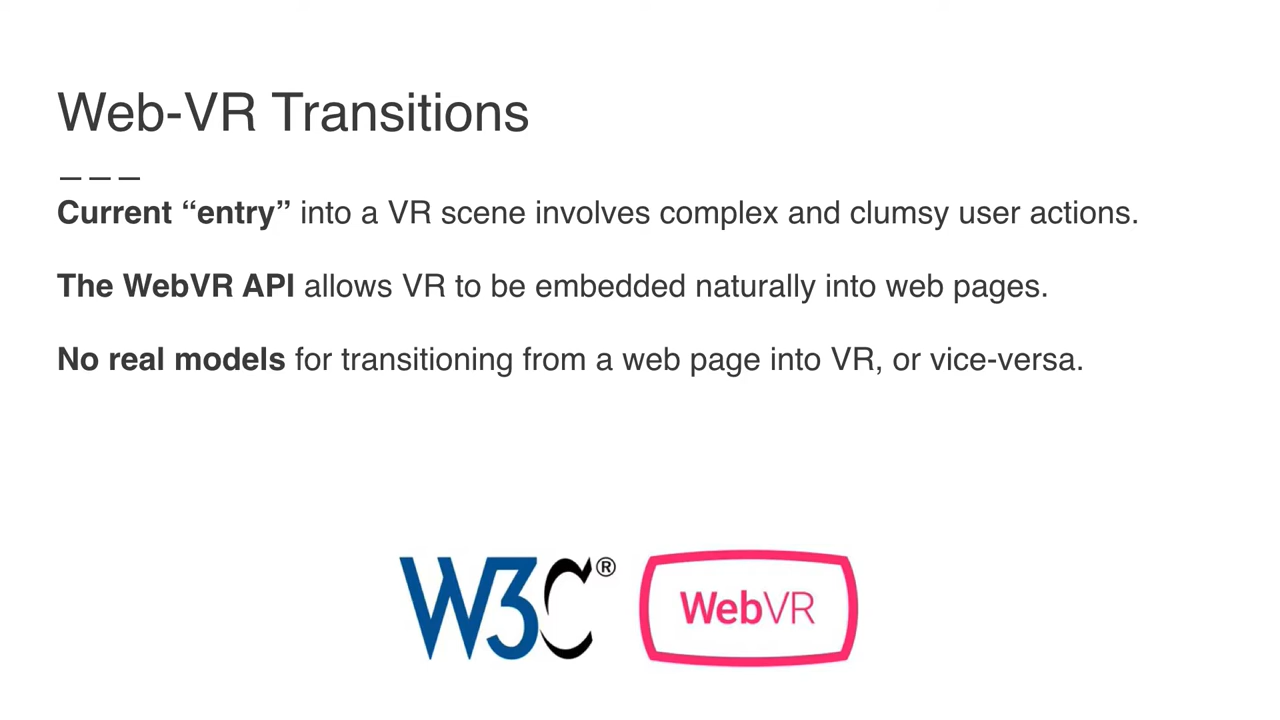 Web-VR Transitions
Current “entry” into a VR scene involves complex and clumsy user actions.
The WebVR API allows VR to be embedded naturally into web pages.
No real models for transitioning from a web page into VR, or vice-versa.
W3C® WebVR